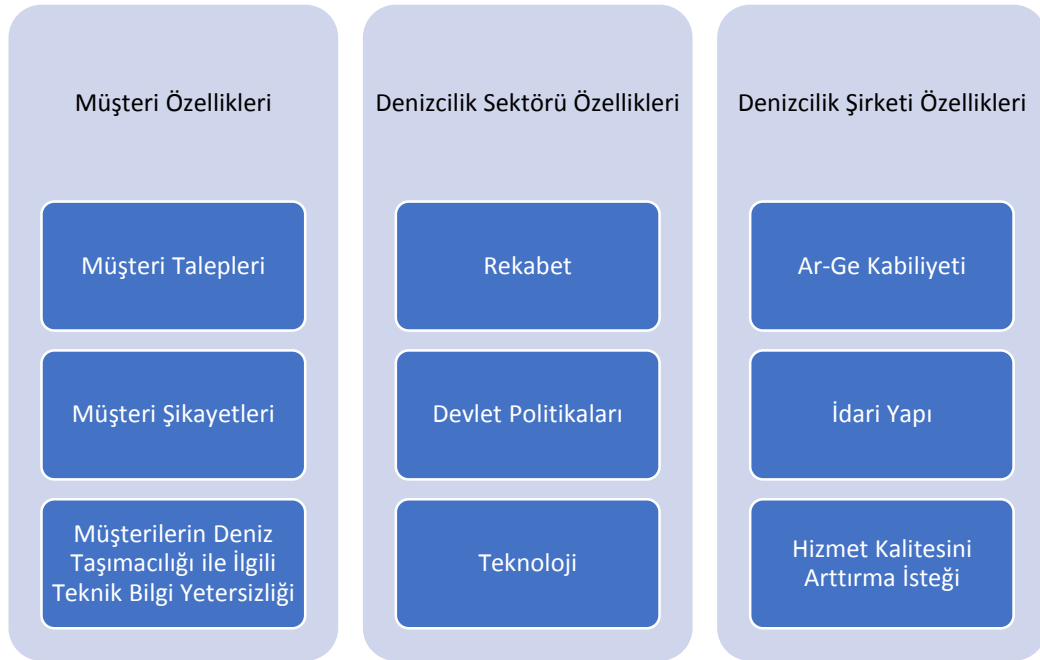 Müşteri Özellikleri
Müşteri Talepleri
Müşteri Şikayetleri
Müşterilerin Deniz
Taşımacılığı ile İlgili
Teknik Bilgi Yetersizliği
Denizcilik Sektörü Özellikleri
Rekabet
Devlet Politikaları
Teknoloji
Denizcilik Şirketi Özellikleri
Ar-Ge Kabiliyeti
İdari Yapı
Hizmet Kalitesini
Arttırma İsteği